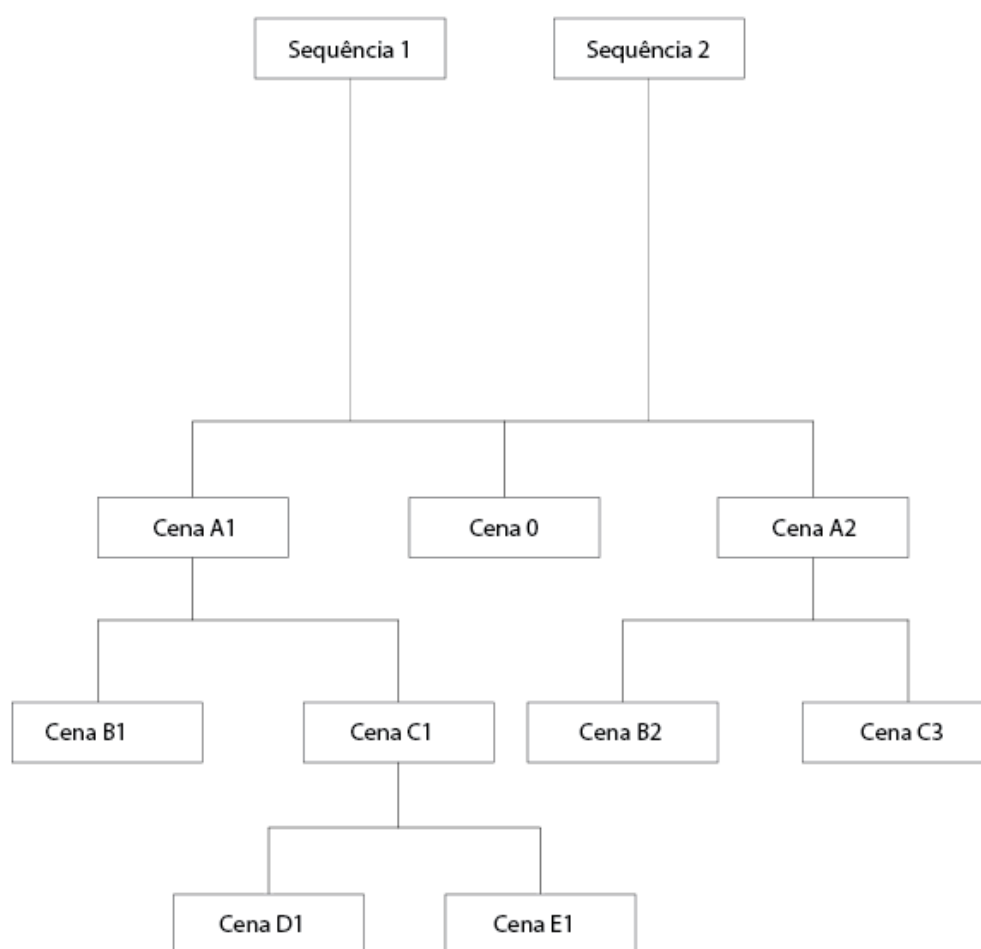 Sequência 1
Sequência 2
Cena A1
Cena 0
Cena A2
Cena B1
Cena C1
Cena B2
Cena C3
Cena D1
Cena E1